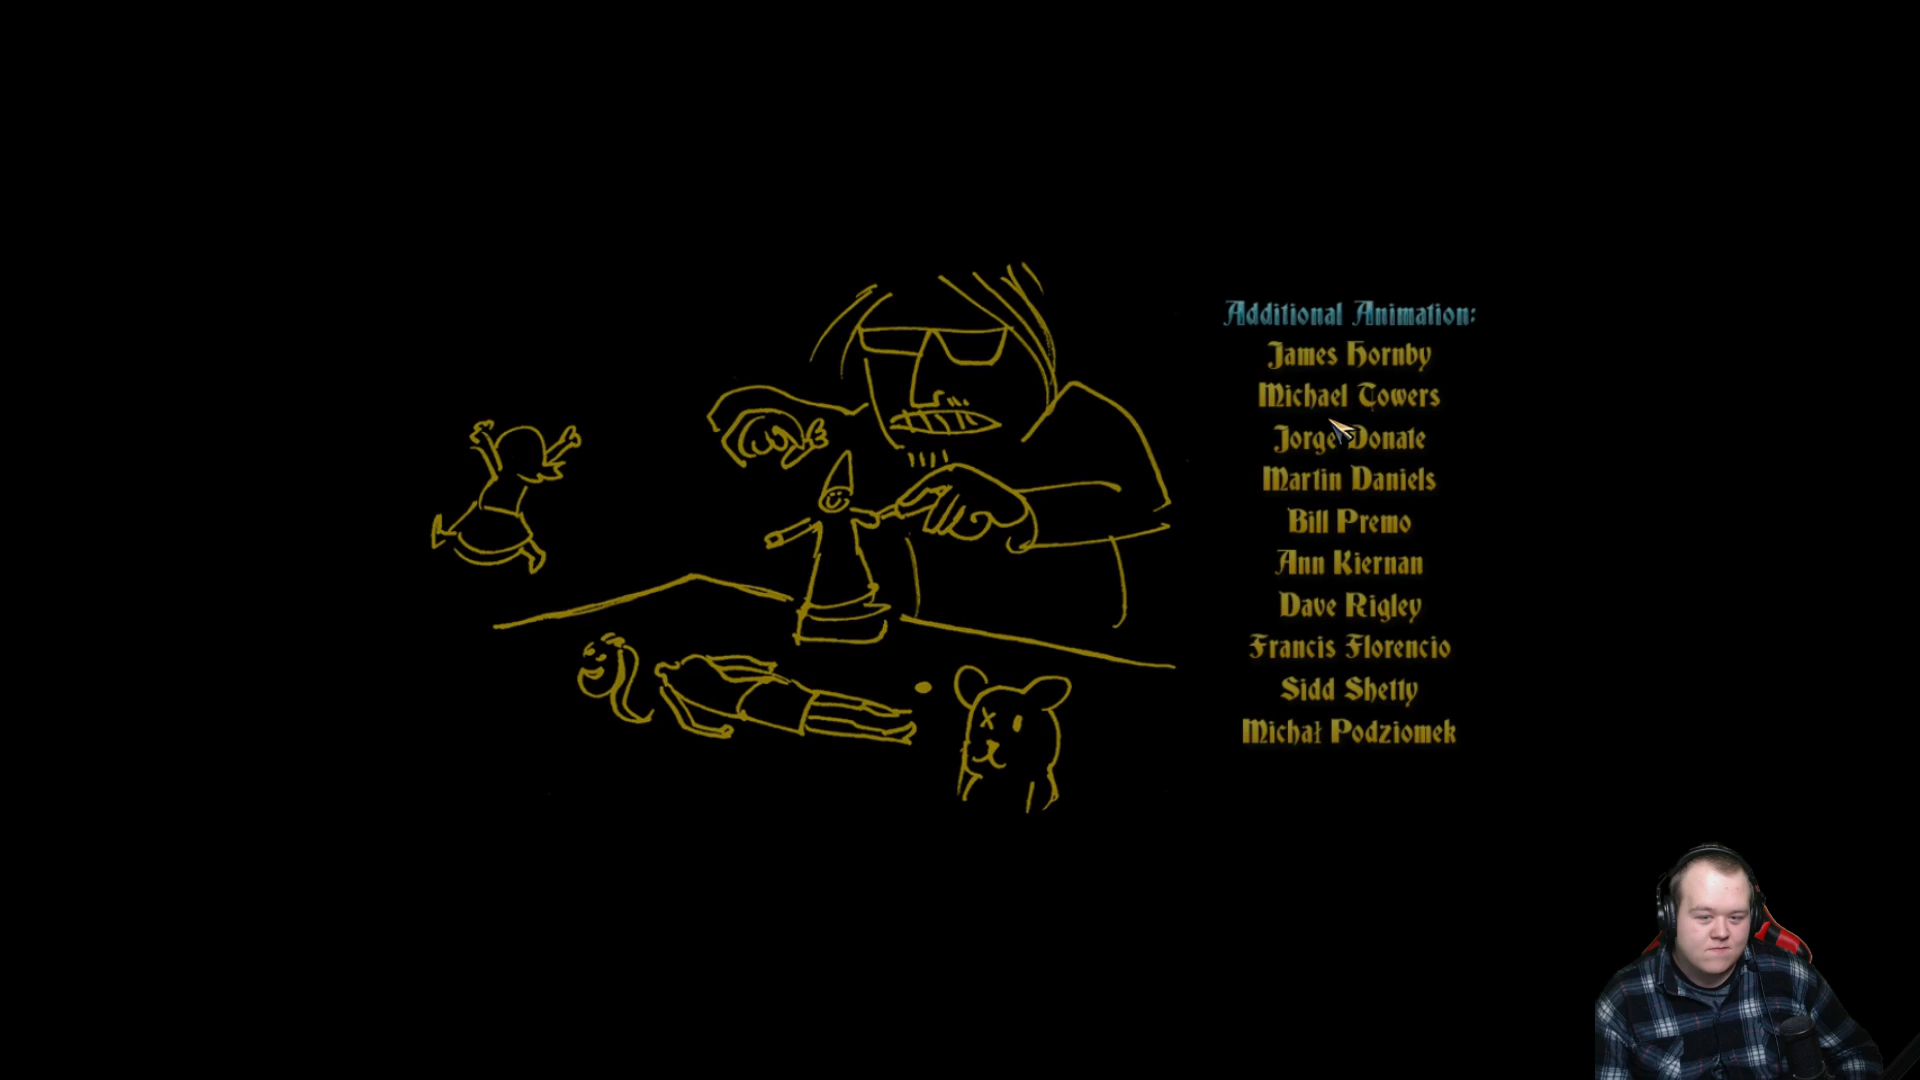 Additional Animation:
James Hornby
Michael Towers
Jorge Donate
Martin Daniels
Bill Premo
Ann Kiernan
Dave Rigley
Francis Florencio
Sidd Shetty
Michał Podziomek